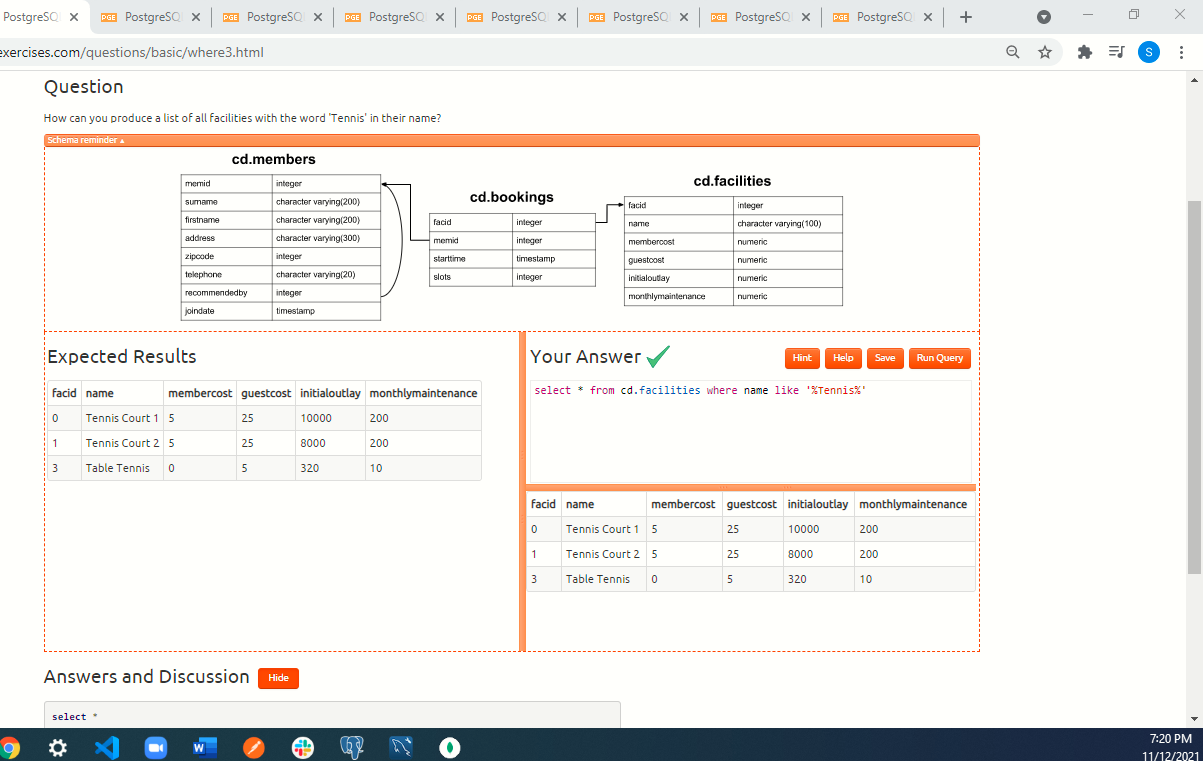 PostgreSQ PGE PostgreSQ PGE PostgreSQ PGE PostgreSQ PGE PostgreSQ PGE PostgreSQ PGE PostgreSQ PGE PostgreSQ
exercises.com/questions/basic/where3.html S
Question
How can you produce a list of all facilities with the word 'Tennis' in their name?
Schema reminder
cd.members
memid integer
surname character varying(200)
firstname character varying(200)
address character varying(300)
zipcode integer
telephone character varying(20)
recommendedby integer
joindate timestamp
cd.bookings
facid integer
memid integer
starttime timestamp
slots integer
cd.facilities
facid integer
name character varying(100)
membercost numeric
guestcost numeric
initialoutlay numeric
monthlymaintenance numeric
Expected Results
facid name membercost guestcost initialoutlay monthlymaintenance
0 Tennis Court 1 5 25 10000 200
1 Tennis Court 2 5 25 8000 200
3 Table Tennis 0 5 320 10
Your Answer Hint Help Save Run Query
select * from cd.facilities where name like '%Tennis%'
facid name membercost guestcost initialoutlay monthlymaintenance
0 Tennis Court 1 5 25 10000 200
1 Tennis Court 2 5 25 8000 200
3 Table Tennis 0 5 320 10
Answers and Discussion Hide
select *
7:20 PM
11/12/2021